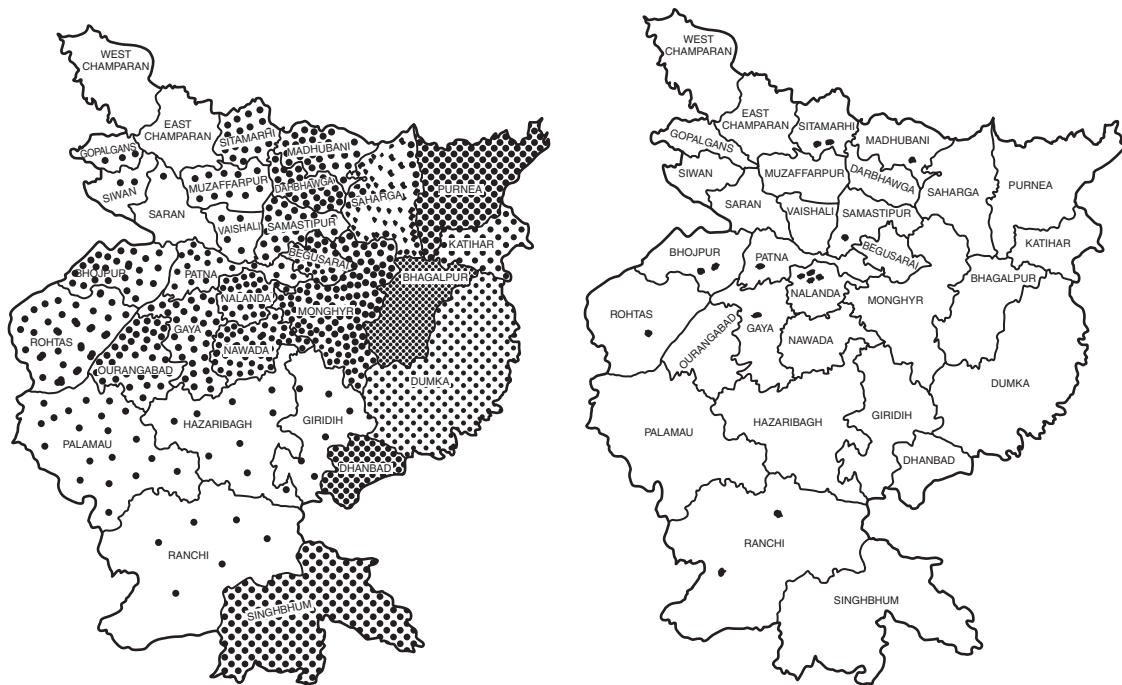 WEST
CHAMPARAN
EAST
CHAMPARAN
GOPALGANS
SITAMARHI
MADHUBANI
SIWAN
MUZAFFARPUR
DARBHAWGA
SAHARGA
PURNEA
SARAN
VAISHALI
SAMASTIPUR
KATIHAR
BEGUSARAI
BHOJPUR
PATNA
BHAGALPUR
NALANDA
MONGHYR
ROHTAS
GAYA
NAWADA
OURANGABAD
DUMKA
PALAMAU
HAZARIBAGH
GIRIDIH
DHANBAD
RANCHI
SINGHBHUM
WEST
CHAMPARAN
EAST
CHAMPARAN
GOPALGANS
SITAMARHI
MADHUBANI
SIWAN
MUZAFFARPUR
DARBHAWGA
SAHARGA
PURNEA
SARAN
VAISHALI
SAMASTIPUR
KATIHAR
BEGUSARAI
BHOJPUR
PATNA
BHAGALPUR
NALANDA
MONGHYR
ROHTAS
GAYA
OURANGABAD
NAWADA
DUMKA
PALAMAU
HAZARIBAGH
GIRIDIH
DHANBAD
RANCHI
SINGHBHUM